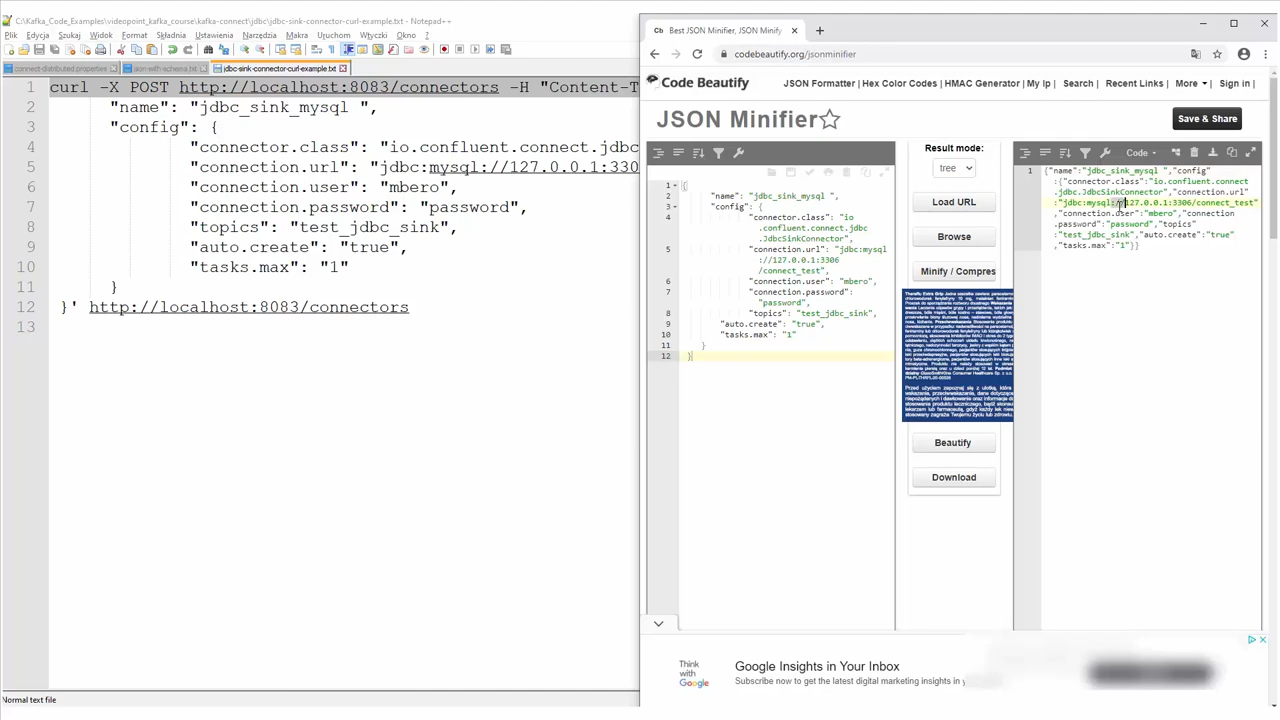 C:\Kafka_Code_Examples\videopoint_kafka_course\kafka-connect\jdbc\jdbc-sink-connector-curl-example.txt - Notepad++
Plik Edycja Szukaj Widok Format Składnia Ustawienia Narzędzia Makra Uruchom Wtyczki Okno ?
connect-distributed.properties json-with-schema.txt jdbc-sink-connector-curl-example.txt
1 curl -X POST http://localhost:8083/connectors -H "Content-T
2 "name": "jdbc_sink_mysql ",
3 "config": {
4 "connector.class": "io.confluent.connect.jdbc
5 "connection.url": "jdbc:mysql://127.0.0.1:330
6 "connection.user": "mbero",
7 "connection.password": "password",
8 "topics": "test_jdbc_sink",
9 "auto.create": "true",
10 "tasks.max": "1"
11 }
12 }' http://localhost:8083/connectors
13
Normal text file
Cb Best JSON Minifier, JSON Minify
codebeautify.org/jsonminifier
Code Beautify
JSON Formatter | Hex Color Codes | HMAC Generator | My Ip | Search | Recent Links | More | Sign in |
JSON Minifier
Save & Share
1 {
2 "name": "jdbc_sink_mysql ",
3 "config": {
4 "connector.class": "io
.confluent.connect.jdbc
.JdbcSinkConnector",
5 "connection.url": "jdbc:mysql
://127.0.0.1:3306
/connect_test",
6 "connection.user": "mbero",
7 "connection.password":
"password",
8 "topics": "test_jdbc_sink",
9 "auto.create": "true",
10 "tasks.max": "1"
11 }
12 }
Result mode:
tree
Load URL
Browse
Minify / Compres
Beautify
Download
Code
1 {"name":"jdbc_sink_mysql ","config"
:{"connector.class":"io.confluent.connect
.jdbc.JdbcSinkConnector","connection.url"
:"jdbc:mysql://127.0.0.1:3306/connect_test"
,"connection.user":"mbero","connection
.password":"password","topics"
:"test_jdbc_sink","auto.create":"true"
,"tasks.max":"1"}}
Think
with
Google
Google Insights in Your Inbox
Subscribe now to get the latest digital marketing insights in